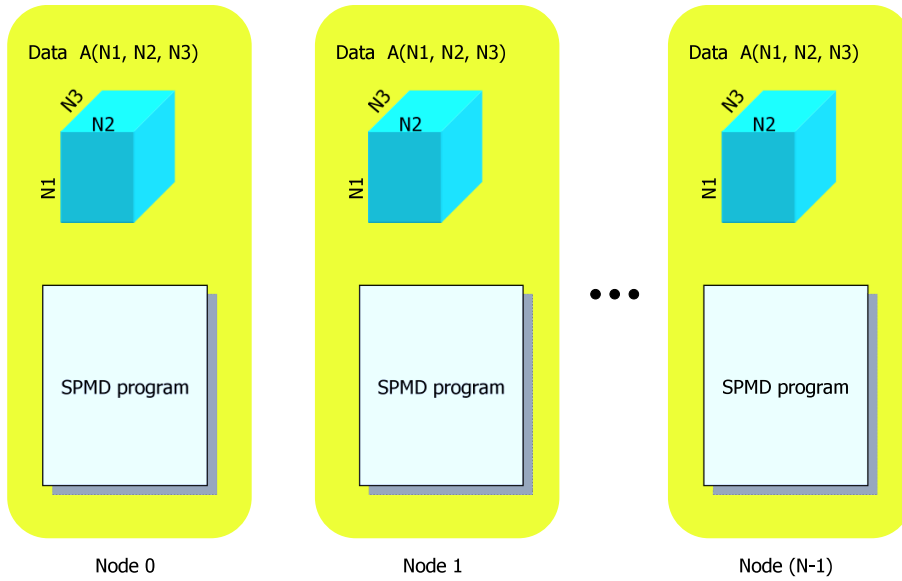 Data A(N1, N2, N3)
N3
N2
N1
SPMD program
Node 0
Data A(N1, N2, N3)
N3
N2
N1
SPMD program
Node 1
Data A(N1, N2, N3)
N3
N2
N1
SPMD program
Node (N-1)